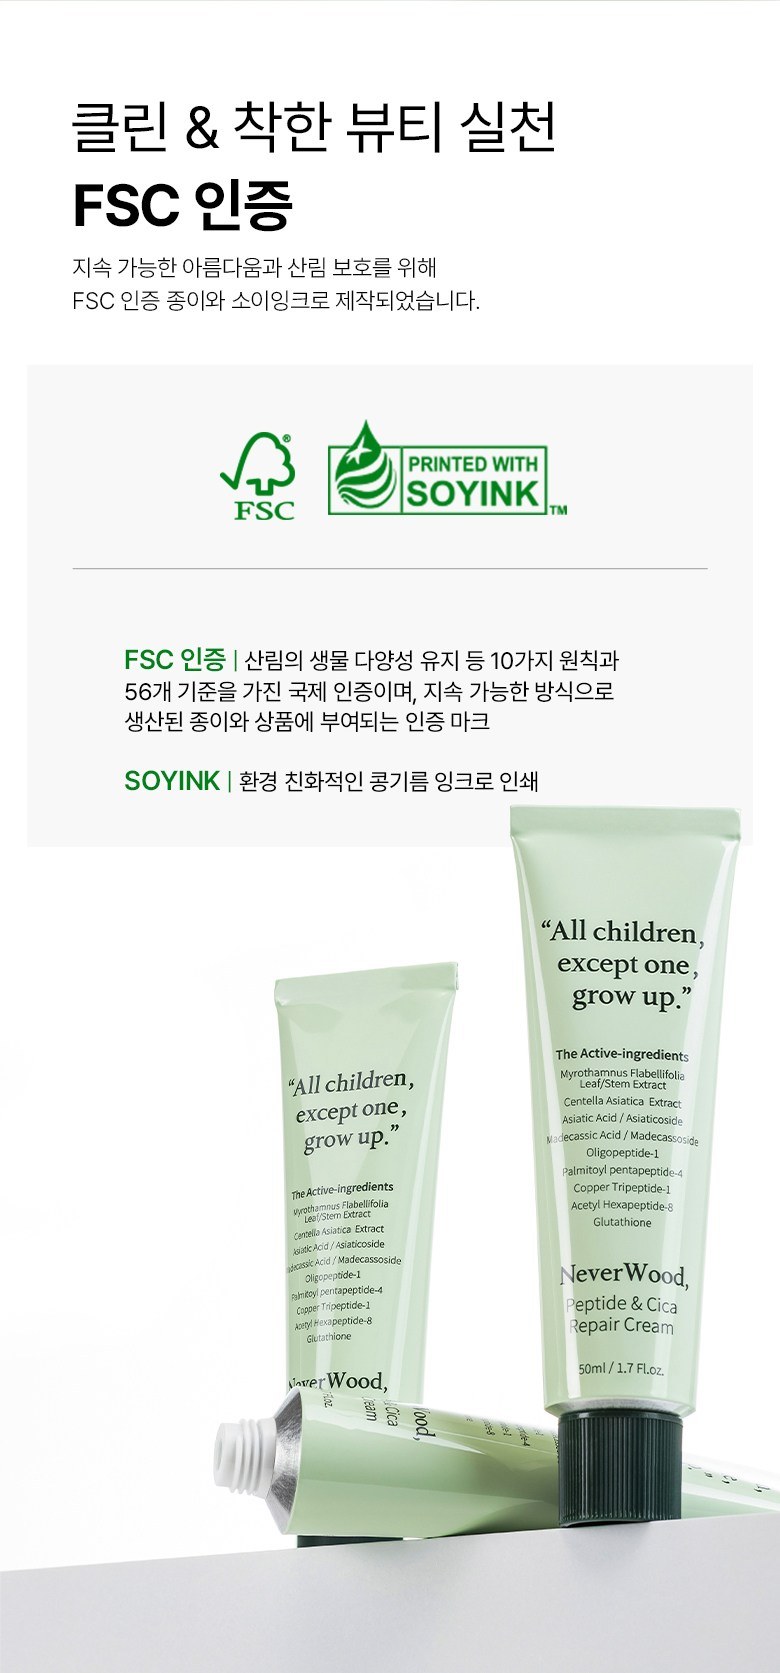 클린 & 착한 뷰티 실천
FSC 인증
지속 가능한 아름다움과 산림 보호를 위해
FSC 인증 종이와 소이잉크로 제작되었습니다.
FSC
PRINTED WITH
SOYINK TM
FSC 인증 | 산림의 생물 다양성 유지 등 10가지 원칙과
56개 기준을 가진 국제 인증이며, 지속 가능한 방식으로
생산된 종이와 상품에 부여되는 인증 마크
SOYINK | 환경 친화적인 콩기름 잉크로 인쇄
“All children,
except one,
grow up.”
The Active-ingredients
Myrothamnus Flabellifolia
Leaf/Stem Extract
Centella Asiatica Extract
Asiatic Acid / Asiaticoside
Madecassic Acid / Madecassoside
Oligopeptide-1
Palmitoyl pentapeptide-4
Copper Tripeptide-1
Acetyl Hexapeptide-8
Glutathione
NeverWood,
Peptide & Cica
Repair Cream
50ml / 1.7 Fl.oz.
“All children,
except one,
grow up.”
The Active-ingredients
Myrothamnus Flabellifolia
Leaf/Stem Extract
Centella Asiatica Extract
Asiatic Acid / Asiaticoside
Madecassic Acid / Madecassoside
Oligopeptide-1
Palmitoyl pentapeptide-4
Copper Tripeptide-1
Acetyl Hexapeptide-8
Glutathione
NeverWood,